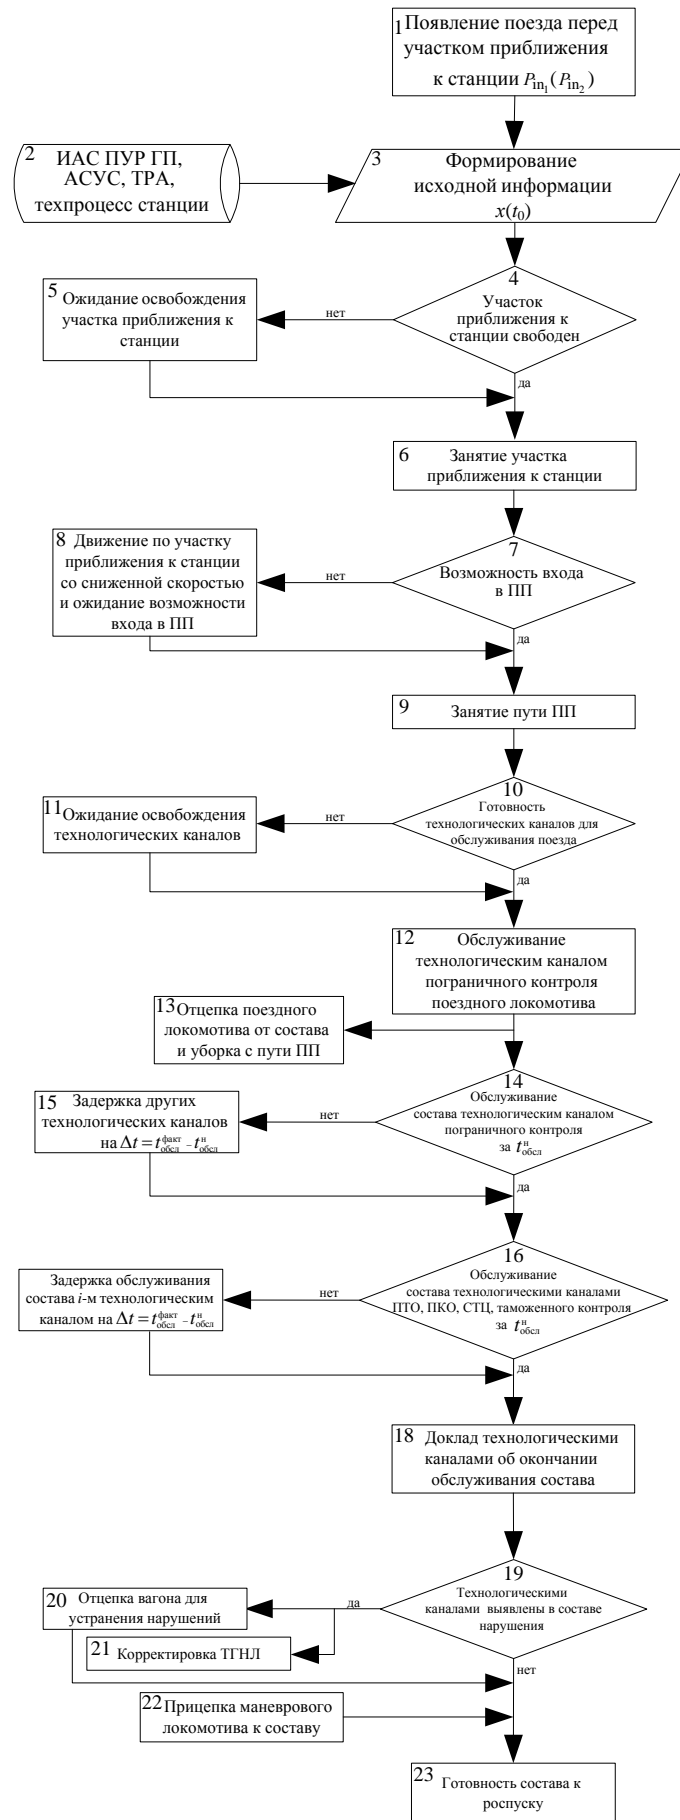 1 Появление поезда перед
участком приближения
к станции P_in₁(P_in₂)
2
ИАС ПУР ГП,
АСУС, ТРА,
техпроцесс станции
3
Формирование
исходной информации
x(t₀)
4
Участок
приближения к
станции свободен
нет
да
5 Ожидание освобождения
участка приближения к
станции
6 Занятие участка
приближения к станции
7
Возможность входа
в ПП
нет
да
8 Движение по участку
приближения к станции
со сниженной скоростью
и ожидание возможности
входа в ПП
9 Занятие пути ПП
10
Готовность
технологических каналов для
обслуживания поезда
нет
да
11 Ожидание освобождения
технологических каналов
12 Обслуживание
технологическим каналом
пограничного контроля
поездного локомотива
13 Отцепка поездного
локомотива от состава
и уборка с пути ПП
14
Обслуживание
состава технологическим каналом
пограничного контроля
за t^н_обсл
нет
да
15 Задержка других
технологических каналов
на Δt = t^факт_обсл − t^н_обсл
16
Обслуживание
состава технологическими каналами
ПТО, ПКО, СТЦ, таможенного контроля
за t^н_обсл
нет
да
Задержка обслуживания
состава i-м технологическим
каналом на Δt = t^факт_обсл − t^н_обсл
18 Доклад технологическими
каналами об окончании
обслуживания состава
19
Технологическими
каналами выявлены в составе
нарушения
да
нет
20 Отцепка вагона для
устранения нарушений
21 Корректировка ТГНЛ
22 Прицепка маневрового
локомотива к составу
23 Готовность состава к
роспуску